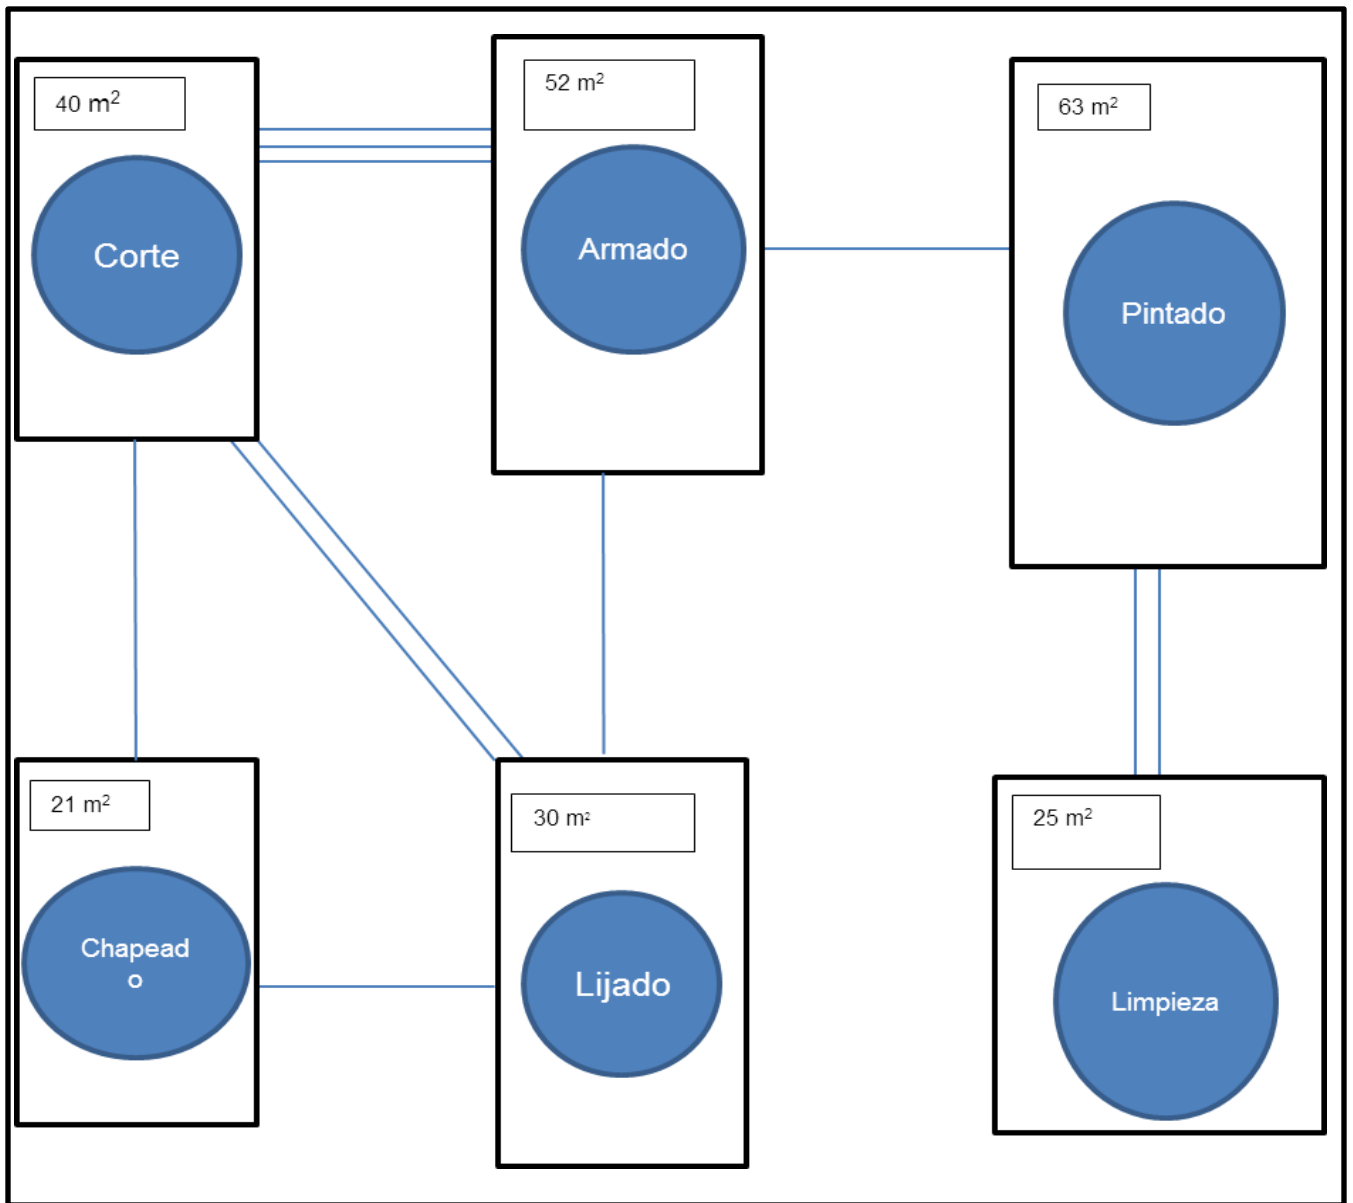 40 m²
52 m²
63 m²
Corte
Armado
Pintado
21 m²
30 m²
25 m²
Chapead
o
Lijado
Limpieza